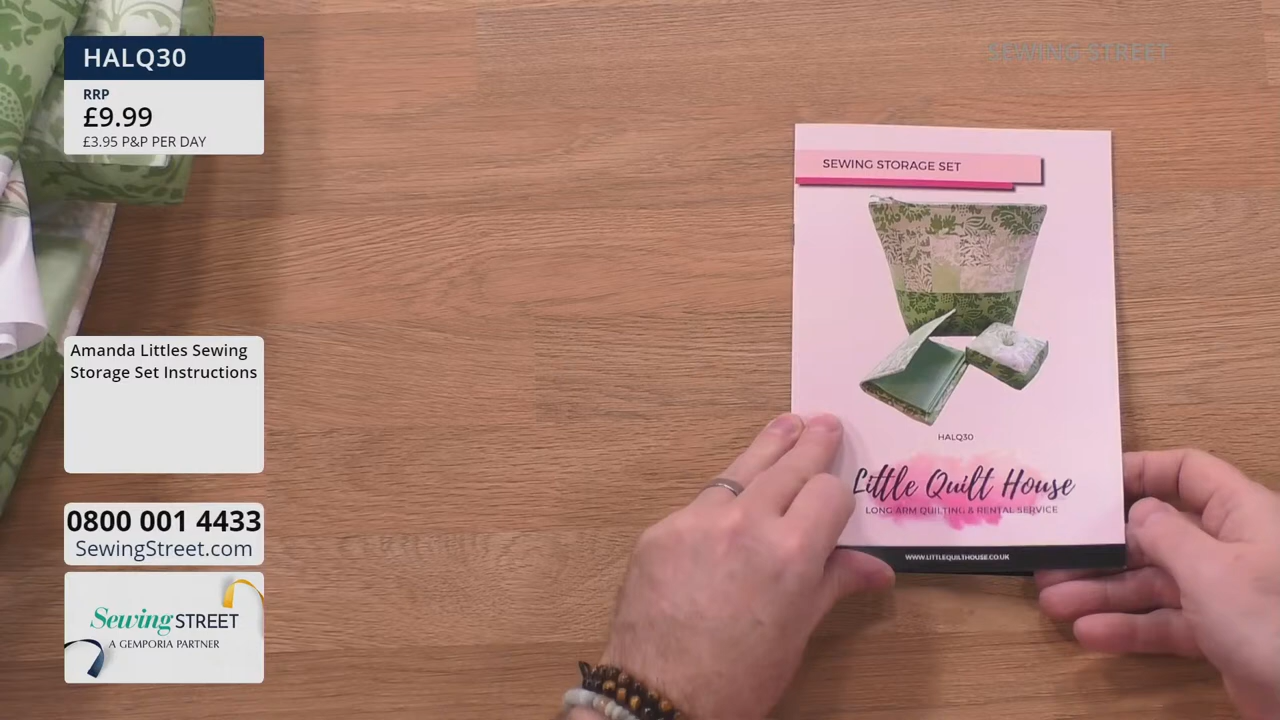 HALQ30
RRP
£9.99
£3.95 P&P PER DAY
SEWING STREET
SEWING STORAGE SET
Amanda Littles Sewing
Storage Set Instructions
HALQ30
Little Quilt House
LONG ARM QUILTING & RENTAL SERVICE
WWW.LITTLEQUILTHOUSE.CO.UK
0800 001 4433
SewingStreet.com
Sewing STREET
A GEMPORIA PARTNER